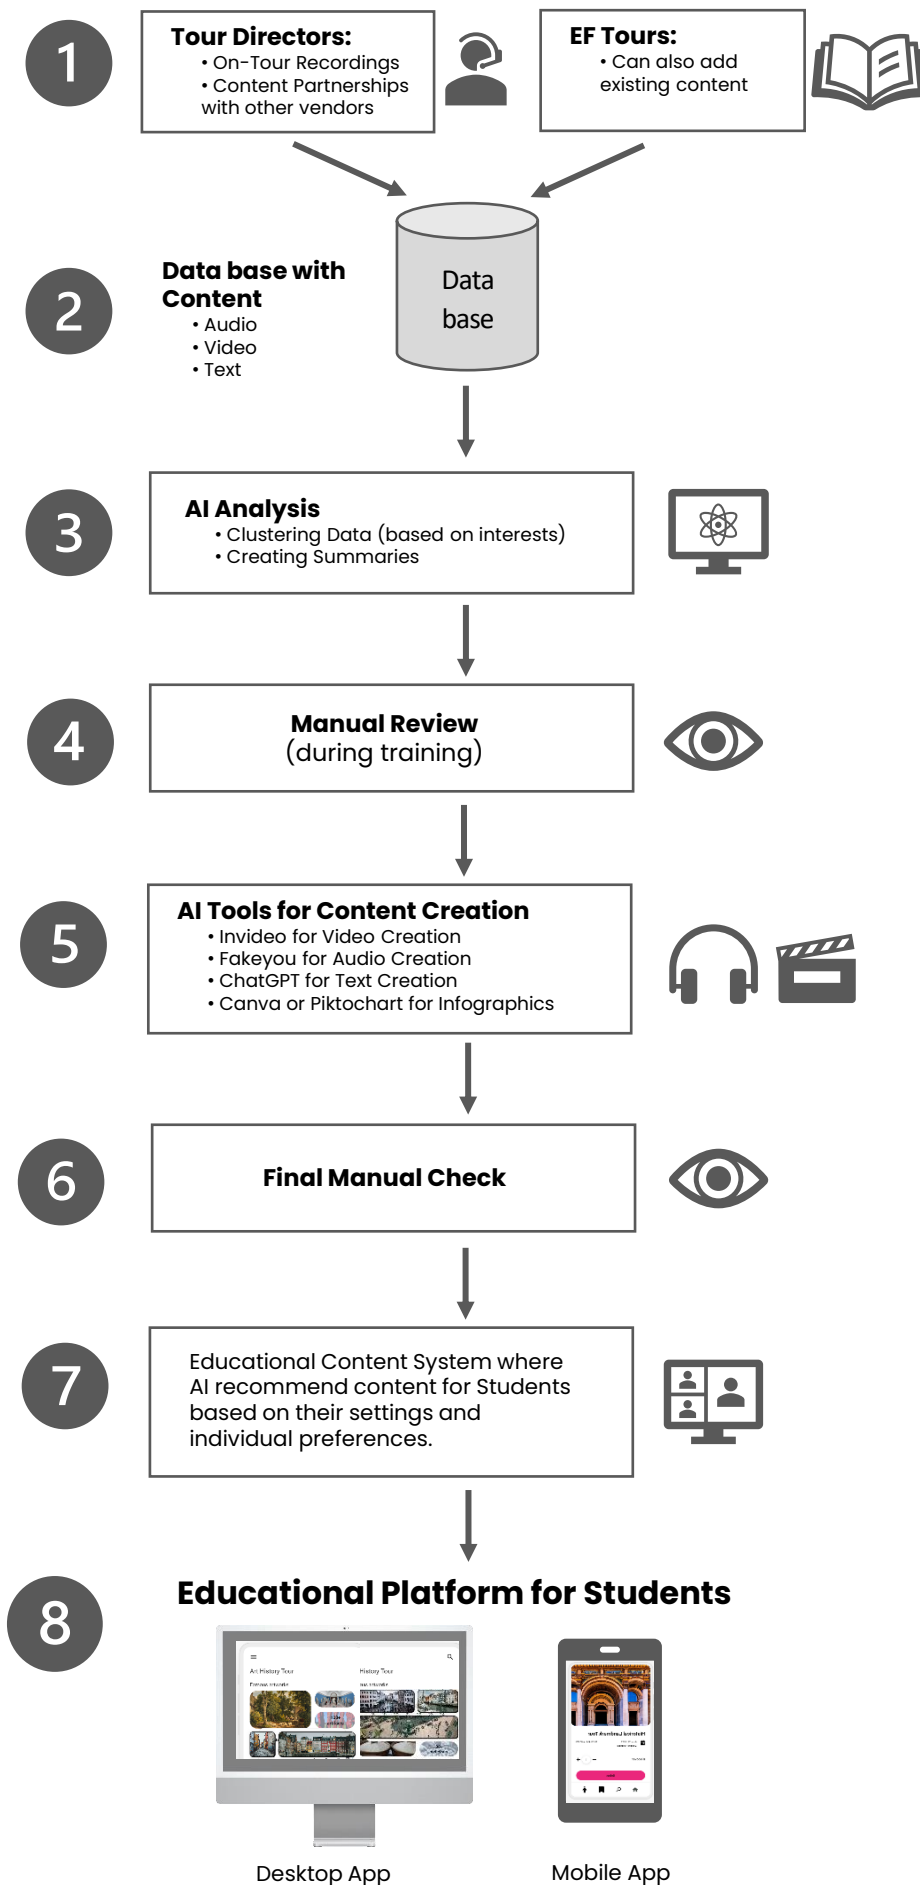 1
Tour Directors:
• On-Tour Recordings
• Content Partnerships
with other vendors
EF Tours:
• Can also add
existing content
2
Data base with
Content
• Audio
• Video
• Text
Data
base
3
AI Analysis
• Clustering Data (based on interests)
• Creating Summaries
4
Manual Review
(during training)
5
AI Tools for Content Creation
• Invideo for Video Creation
• Fakeyou for Audio Creation
• ChatGPT for Text Creation
• Canva or Piktochart for Infographics
6
Final Manual Check
7
Educational Content System where
AI recommend content for Students
based on their settings and
individual preferences.
8
Educational Platform for Students
Art History Tour
History Tour
Historical Landmark Tour
Desktop App
Mobile App